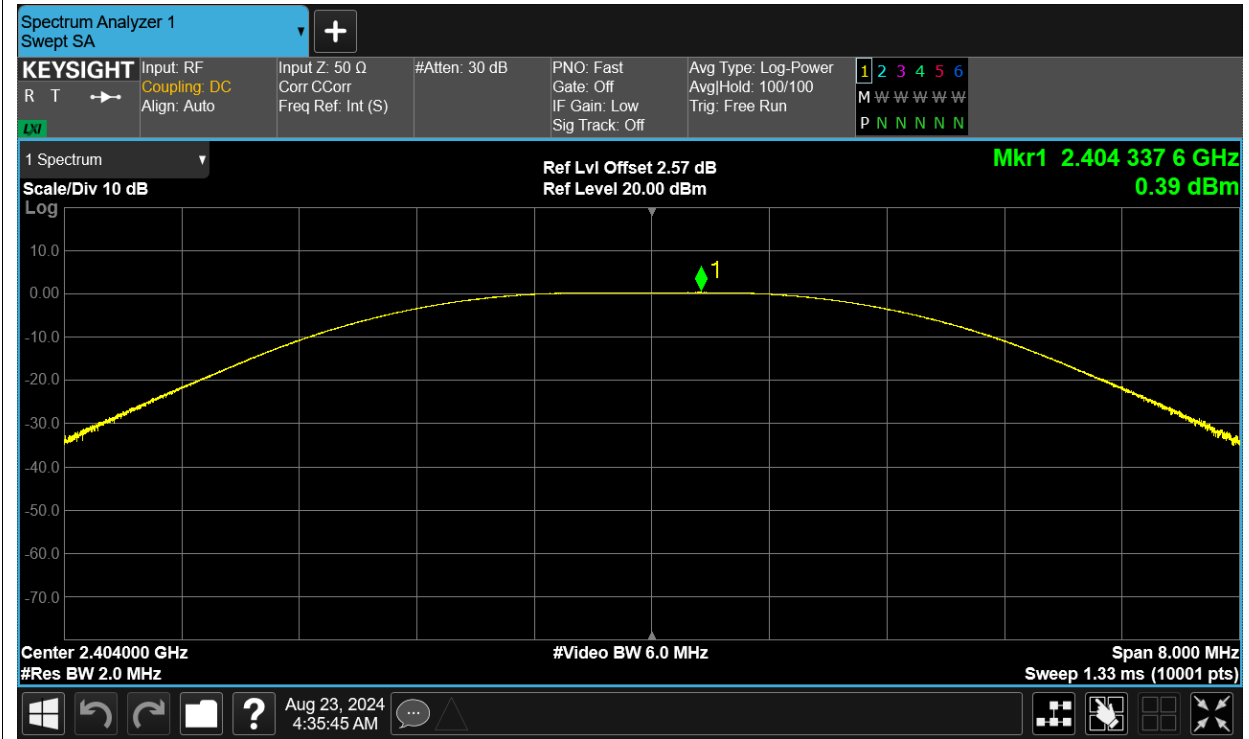 Spectrum Analyzer 1
Swept SA
+
KEYSIGHT Input: RF Input Z: 50 Ω #Atten: 30 dB PNO: Fast Avg Type: Log-Power 1 2 3 4 5 6
R T Coupling: DC Corr CCorr Gate: Off Avg|Hold: 100/100 M W W W W W
Align: Auto Freq Ref: Int (S) IF Gain: Low Trig: Free Run
LXI Sig Track: Off P N N N N N
1 Spectrum Ref Lvl Offset 2.57 dB Mkr1 2.404 337 6 GHz
Scale/Div 10 dB Ref Level 20.00 dBm 0.39 dBm
Log
10.0
1
0.00
-10.0
-20.0
-30.0
-40.0
-50.0
-60.0
-70.0
Center 2.404000 GHz #Video BW 6.0 MHz Span 8.000 MHz
#Res BW 2.0 MHz Sweep 1.33 ms (10001 pts)
? Aug 23, 2024
4:35:45 AM